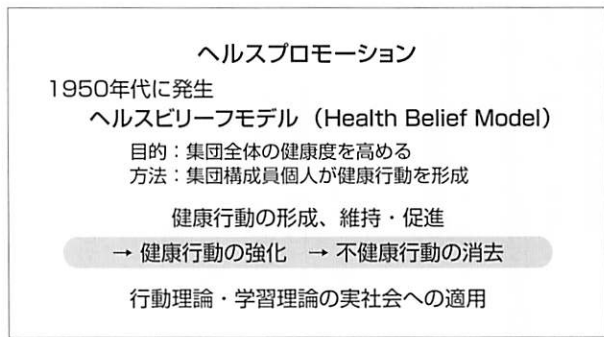 ヘルスプロモーション
1950年代に発生
ヘルスビリーフモデル（Health Belief Model）
目的：集団全体の健康度を高める
方法：集団構成員個人が健康行動を形成
健康行動の形成、維持・促進
→ 健康行動の強化　→ 不健康行動の消去
行動理論・学習理論の実社会への適用